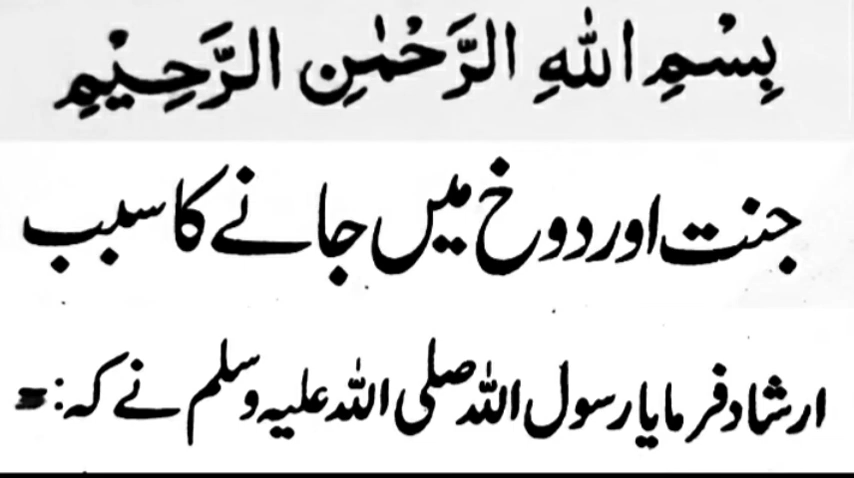 بِسْمِ اللّٰهِ الرَّحْمٰنِ الرَّحِيْمِ
جنت اور دوخ میں جانے کا سبب
ارشاد فرمایا رسول اللہ صلی اللہ علیہ وسلم نے کہ:=